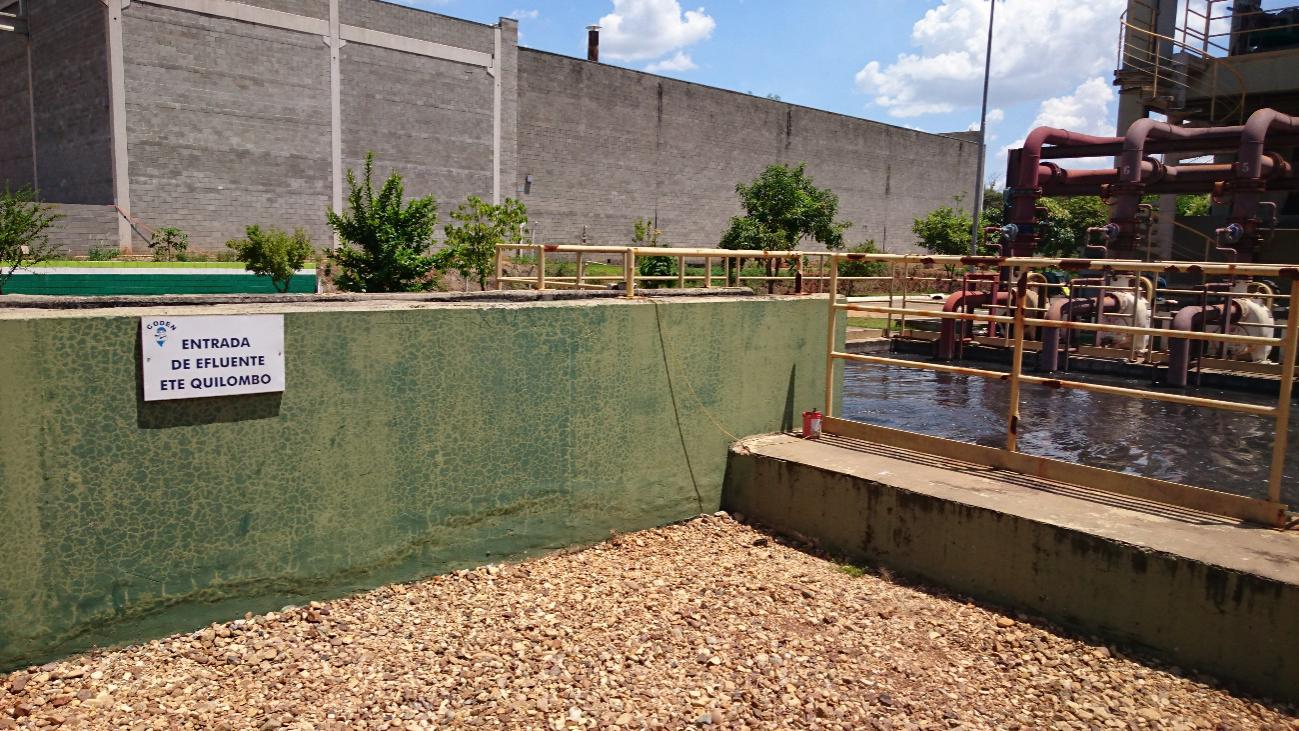 CODEN
ENTRADA
DE EFLUENTE
ETE QUILOMBO